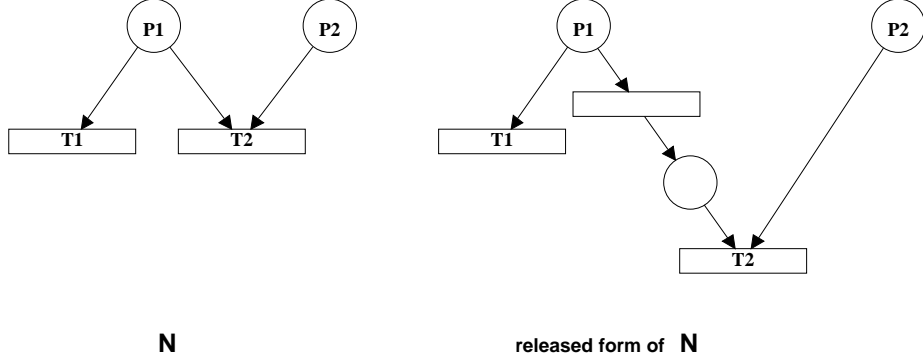 P1 P2 P1 P2
T1 T2 T1
T2
N released form of N